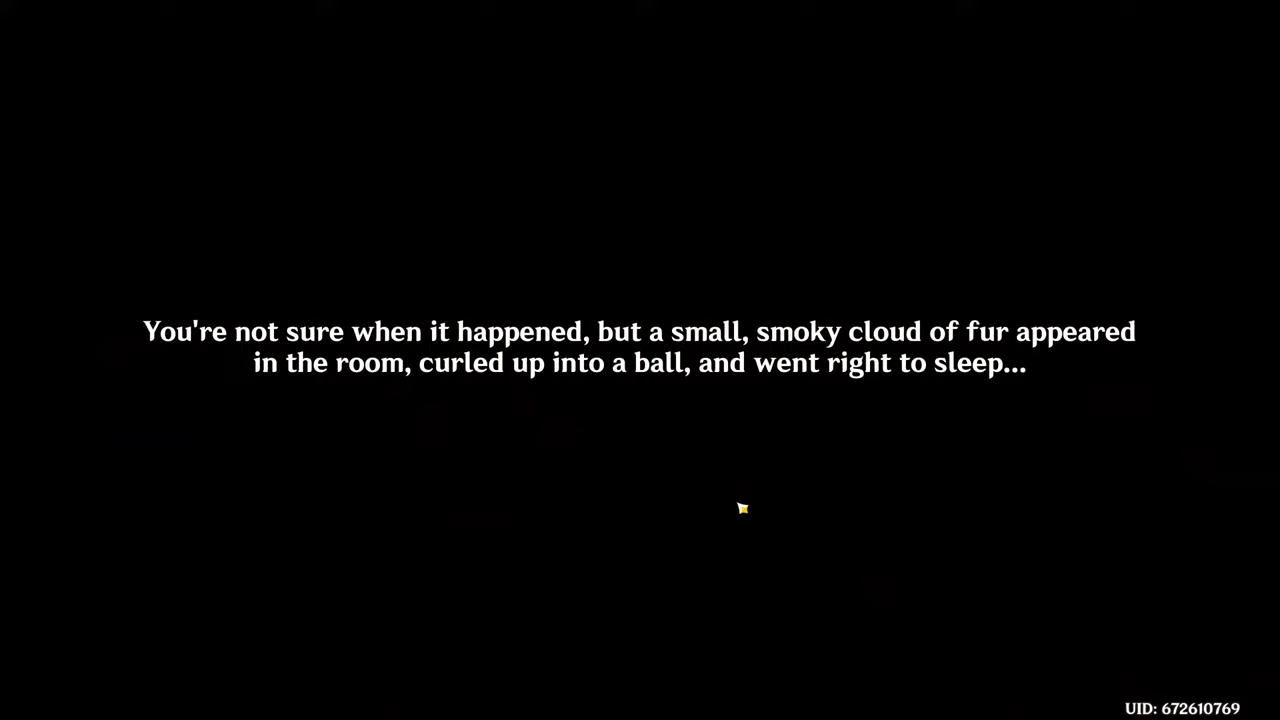 You're not sure when it happened, but a small, smoky cloud of fur appeared
in the room, curled up into a ball, and went right to sleep...
UID: 672610769